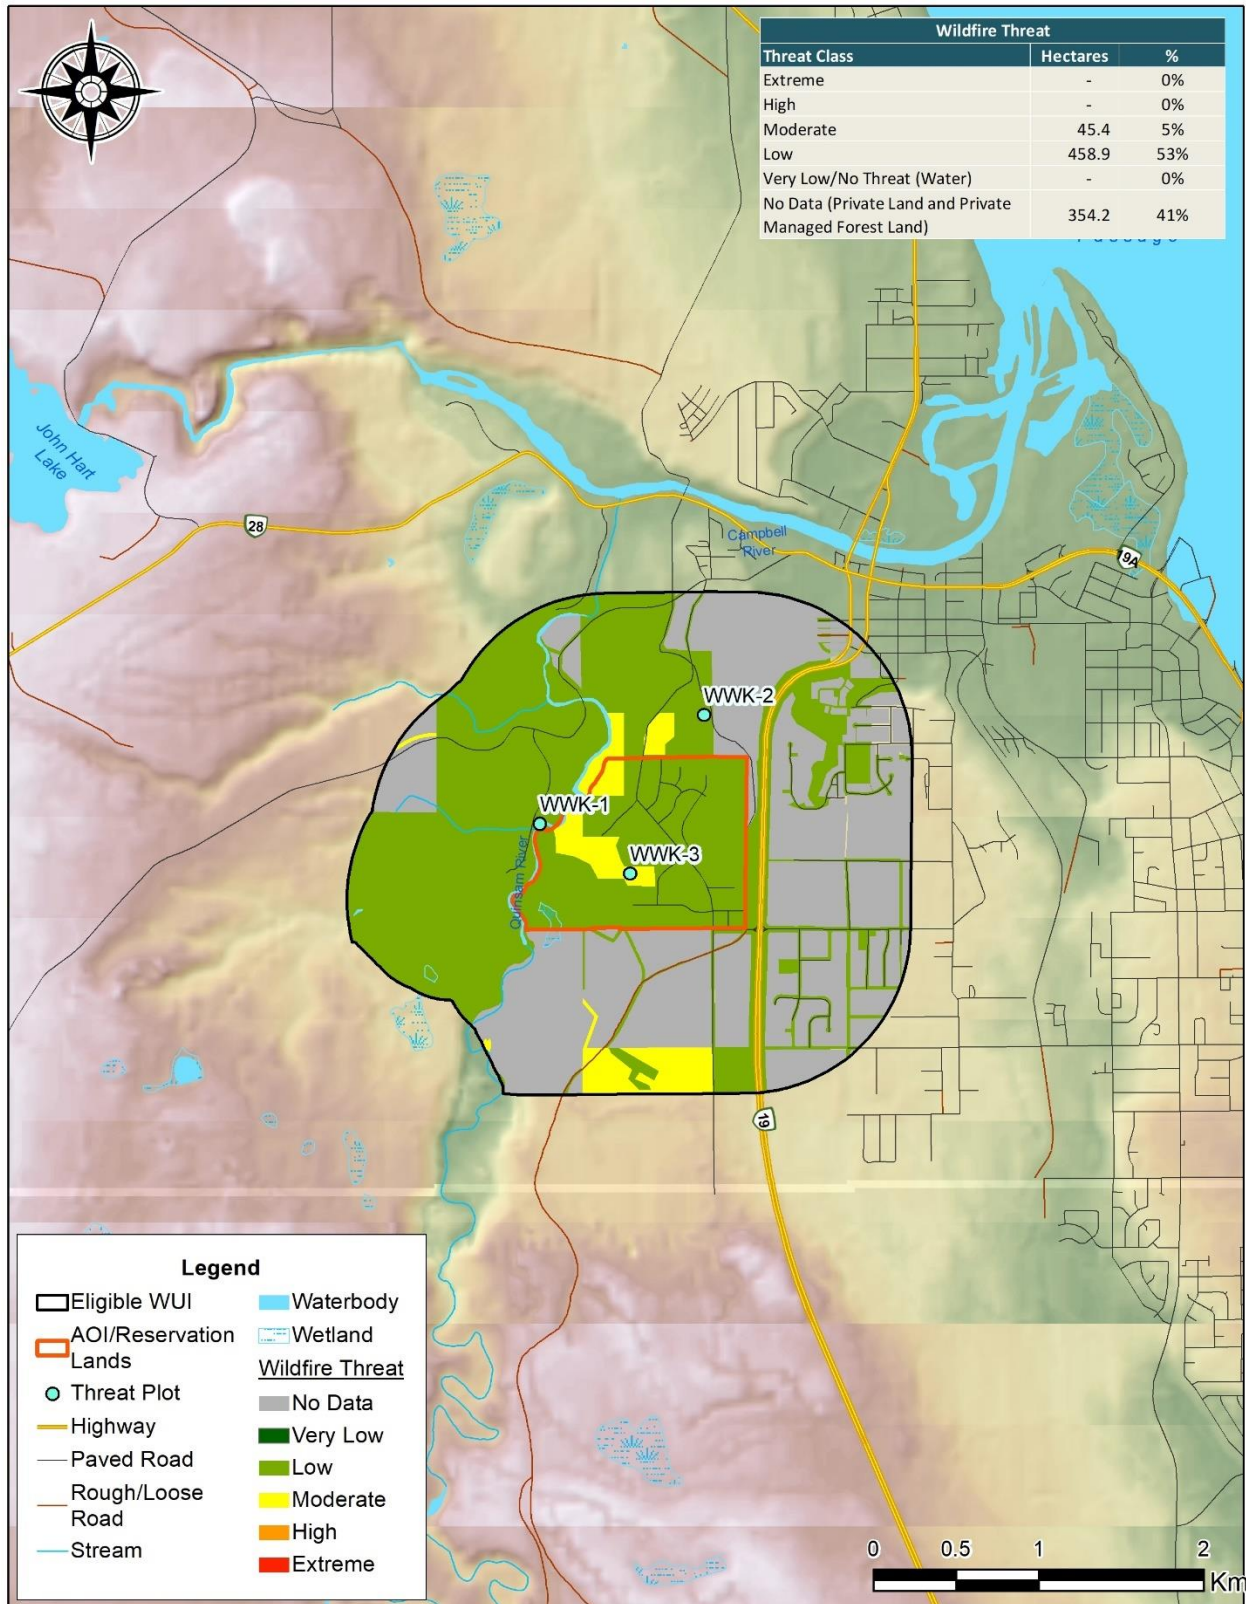 Wildfire Threat
Threat Class Hectares %
Extreme - 0%
High - 0%
Moderate 45.4 5%
Low 458.9 53%
Very Low/No Threat (Water) - 0%
No Data (Private Land and Private
Managed Forest Land) 354.2 41%
John Hart
Lake
28
Campbell
River
19A
WWK-2
WWK-1
WWK-3
Quinsam River
19
Legend
Eligible WUI
AOI/Reservation
Lands
Threat Plot
Highway
Paved Road
Rough/Loose
Road
Stream
Waterbody
Wetland
Wildfire Threat
No Data
Very Low
Low
Moderate
High
Extreme
0 0.5 1 2
Km